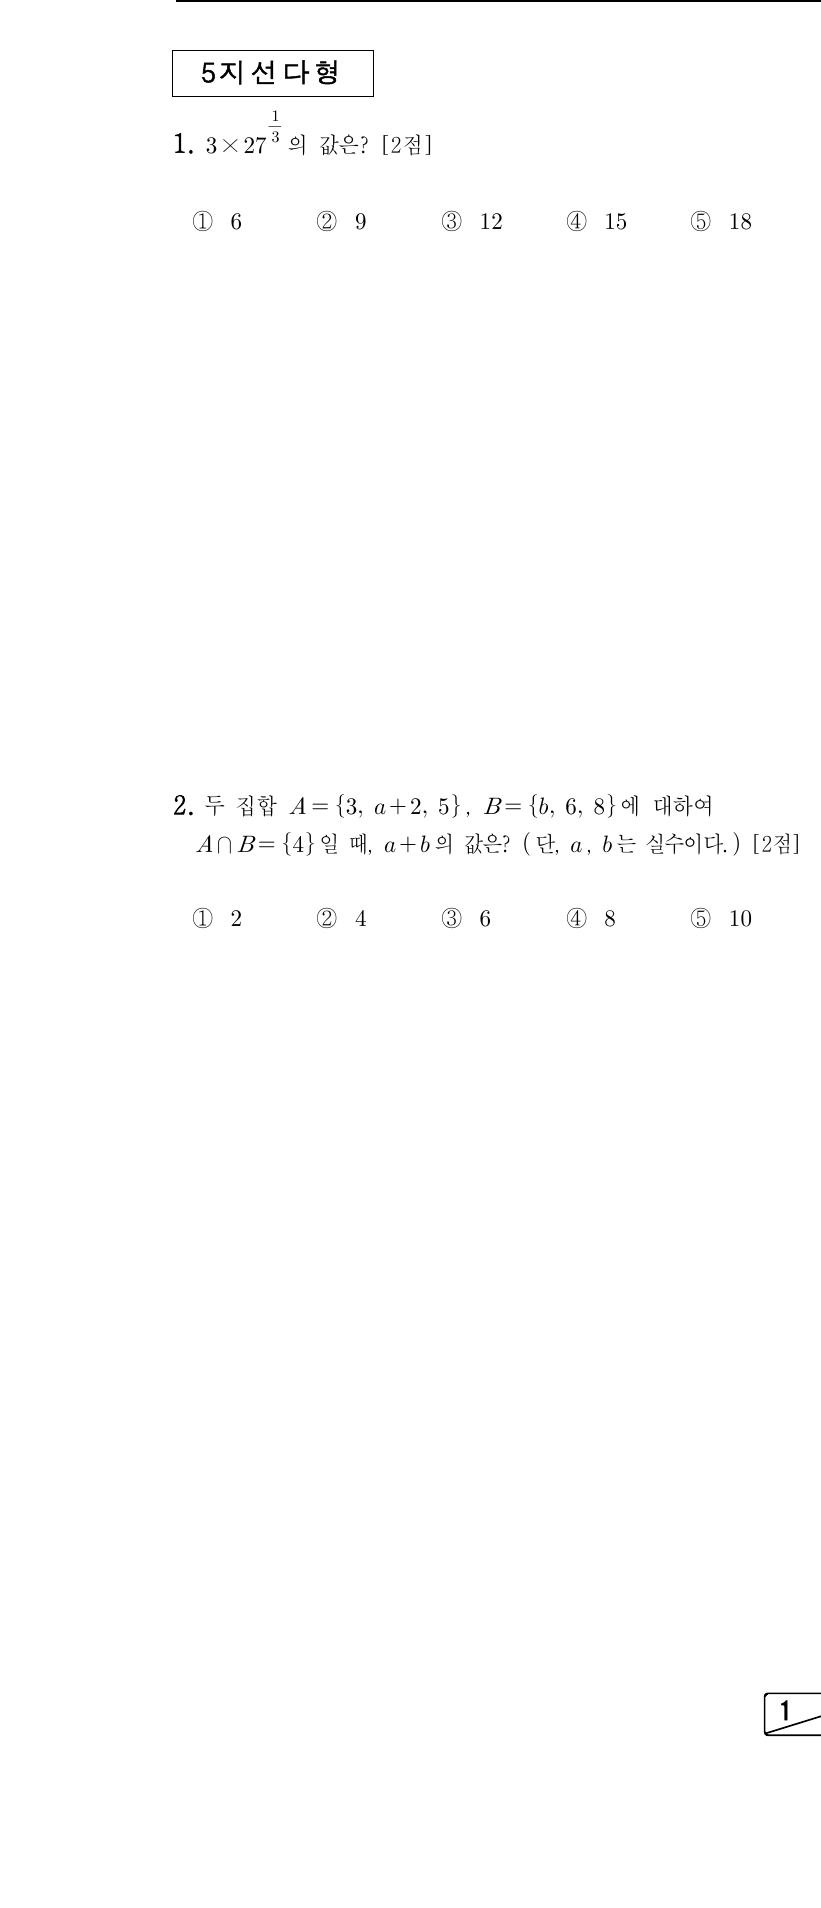 5지선다형
1. 3×27^{1/3}의 값은? [2점]
① 6 ② 9 ③ 12 ④ 15 ⑤ 18
2. 두 집합 A={3, a+2, 5}, B={b, 6, 8}에 대하여
A∩B={4}일 때, a+b의 값은? (단, a, b는 실수이다.) [2점]
① 2 ② 4 ③ 6 ④ 8 ⑤ 10
1